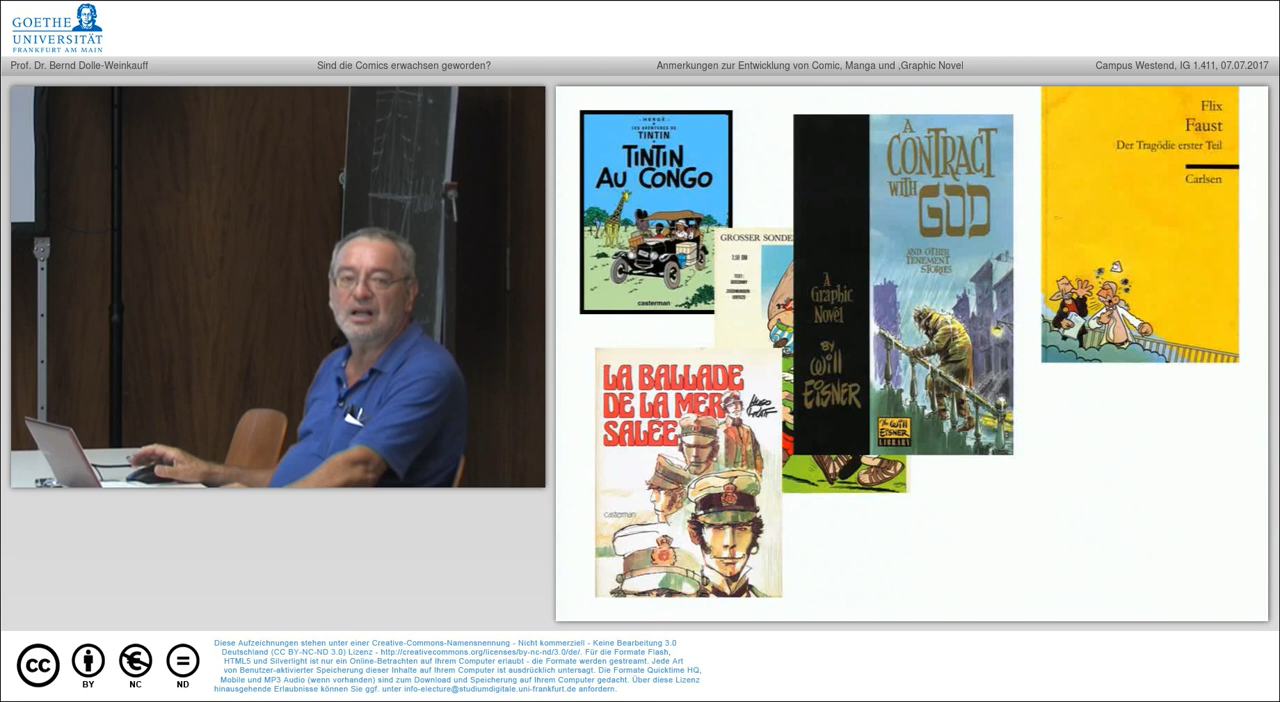 GOETHE
UNIVERSITÄT
FRANKFURT AM MAIN
Prof. Dr. Bernd Dolle-Weinkauff
Sind die Comics erwachsen geworden?
Anmerkungen zur Entwicklung von Comic, Manga und ‚Graphic Novel
Campus Westend, IG 1.411, 07.07.2017
HERGÉ
LES AVENTURES DE
TINTIN
TINTIN
AU CONGO
casterman
GROSSER SONDE
LA BALLADE
DE LA MER
SALÉE
HUGO
PRATT
casterman
A
CONTRACT
WITH
GOD
AND OTHER
TENEMENT
STORIES
A
Graphic
Novel
BY
Will
EISNER
The WILL
EISNER
LIBRARY
Flix
Faust
Der Tragödie erster Teil
Carlsen
cc
BY
NC
ND
Diese Aufzeichnungen stehen unter einer Creative-Commons-Namensnennung - Nicht kommerziell - Keine Bearbeitung 3.0
Deutschland (CC BY-NC-ND 3.0) Lizenz - http://creativecommons.org/licenses/by-nc-nd/3.0/de/. Für die Formate Flash,
HTML5 und Silverlight ist nur ein Online-Betrachten auf Ihrem Computer erlaubt - die Formate werden gestreamt. Jede Art
von Benutzer-aktivierter Speicherung dieser Inhalte auf Ihrem Computer ist ausdrücklich untersagt. Die Formate Quicktime HQ,
Mobile und MP3 Audio (wenn vorhanden) sind zum Download und Speichern auf Ihrem Computer gedacht. Über diese Lizenz
hinausgehende Erlaubnisse können Sie ggf. unter info-electure@studiumdigitale.uni-frankfurt.de anfordern.